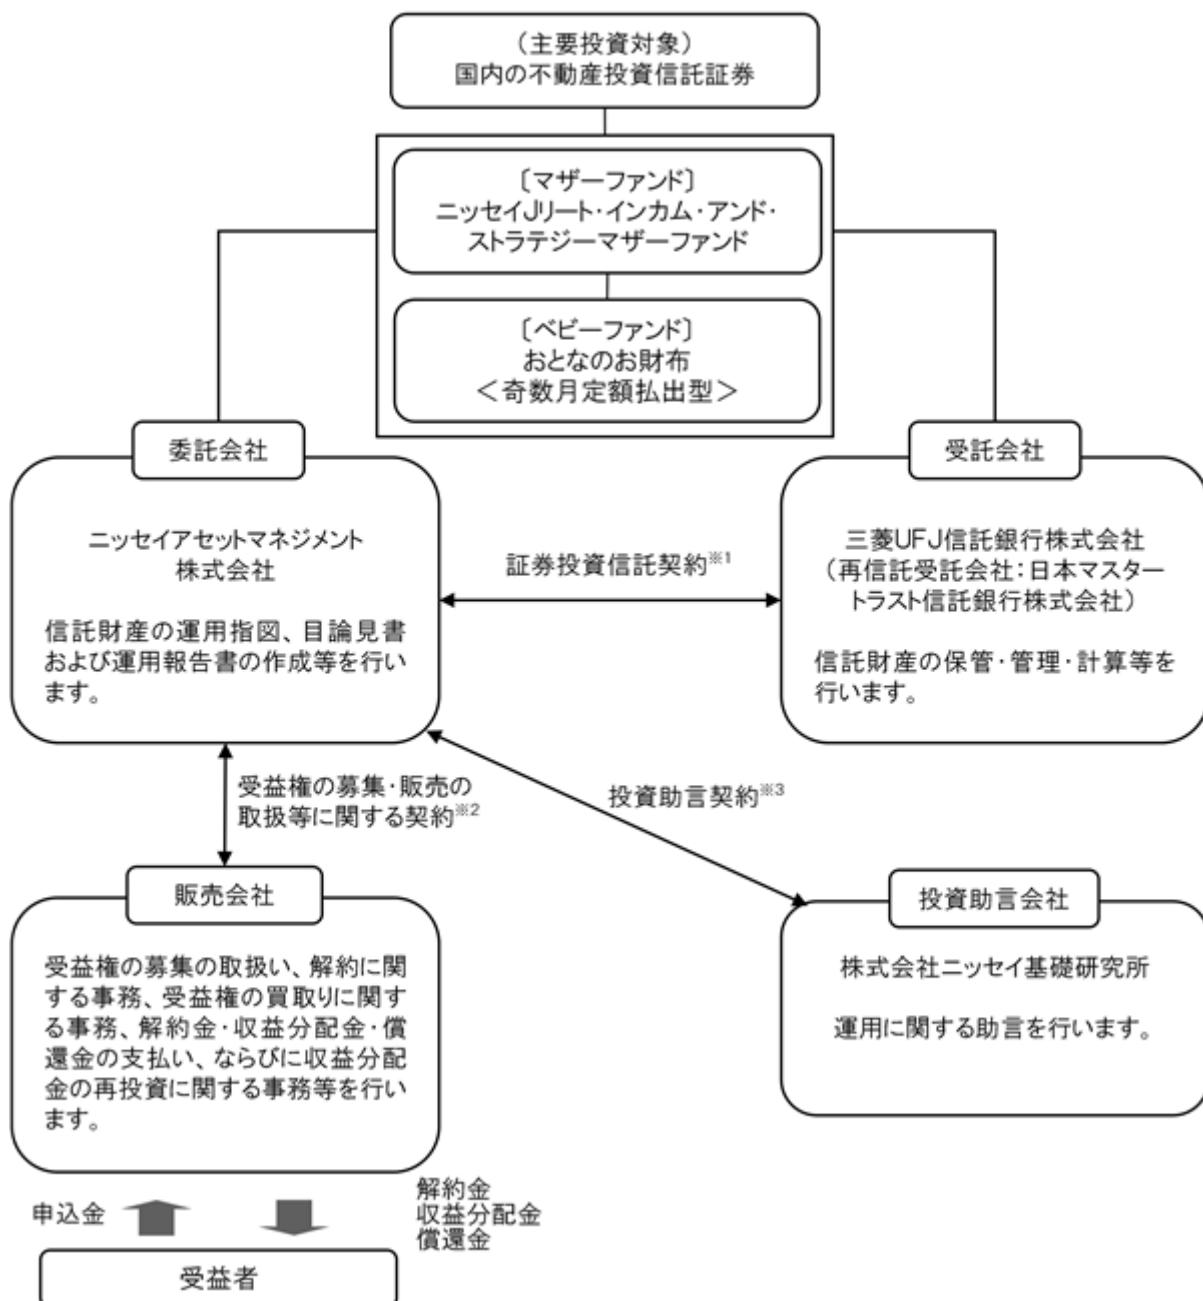 （主要投資対象）
国内の不動産投資信託証券
〔マザーファンド〕
ニッセイＪリート・インカム・アンド・
ストラテジーマザーファンド
〔ベビーファンド〕
おとなのお財布
＜奇数月定額払出型＞
委託会社
ニッセイアセットマネジメント
株式会社
信託財産の運用指図、目論見書
および運用報告書の作成等を行い
ます。
証券投資信託契約※1
受託会社
三菱UFJ信託銀行株式会社
（再信託受託会社：日本マスター
トラスト信託銀行株式会社）
信託財産の保管・管理・計算等を
行います。
受益権の募集・販売の
取扱等に関する契約※2
投資助言契約※3
販売会社
受益権の募集の取扱い、解約に関
する事務、受益権の買取りに関す
る事務、解約金・収益分配金・償
還金の支払い、ならびに収益分配
金の再投資に関する事務等を行い
ます。
投資助言会社
株式会社ニッセイ基礎研究所
運用に関する助言を行います。
申込金
解約金
収益分配金
償還金
受益者